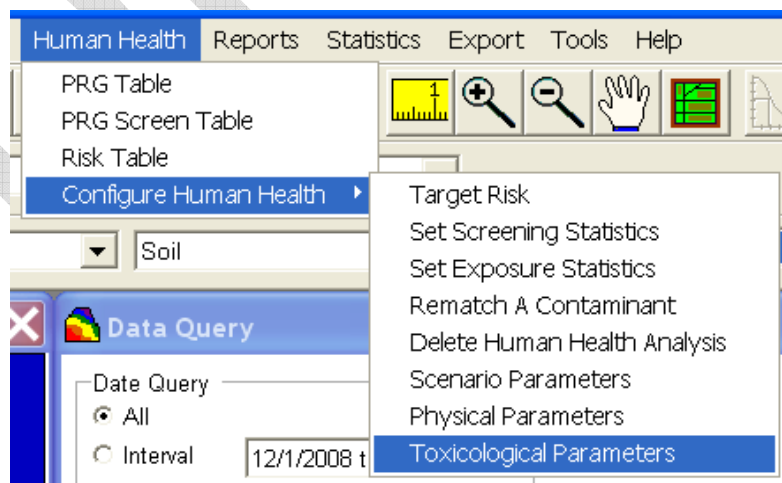 Human Health Reports Statistics Export Tools Help
PRG Table
PRG Screen Table
Risk Table
Configure Human Health
1
Target Risk
Set Screening Statistics
Set Exposure Statistics
Rematch A Contaminant
Delete Human Health Analysis
Scenario Parameters
Physical Parameters
Toxicological Parameters
Soil
Data Query
Date Query
All
Interval
12/1/2008 t